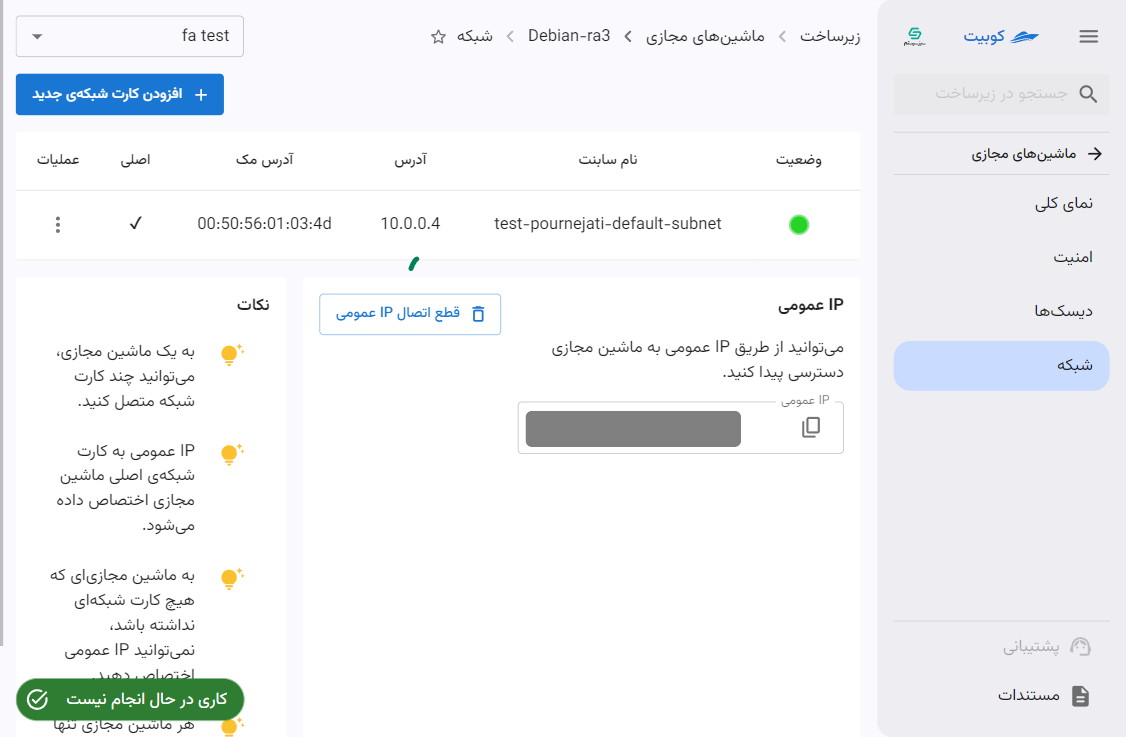 کوبیت
جستجو در زیرساخت
ماشین‌های مجازی
نمای کلی
امنیت
دیسک‌ها
شبکه
پشتیبانی
مستندات
زیرساخت
ماشین‌های مجازی
Debian-ra3
شبکه
fa test
افزودن کارت شبکه‌ی جدید
وضعیت نام سابنت آدرس آدرس مک اصلی عملیات
test-pournejati-default-subnet 10.0.0.4 00:50:56:01:03:4d
IP عمومی
قطع اتصال IP عمومی
می‌توانید از طریق IP عمومی به ماشین مجازی
دسترسی پیدا کنید.
IP عمومی
نکات
به یک ماشین مجازی،
می‌توانید چند کارت
شبکه متصل کنید.
IP عمومی به کارت
شبکه‌ی اصلی ماشین
مجازی اختصاص داده
می‌شود.
به ماشین مجازی‌ای که
هیچ کارت شبکه‌ای
نداشته باشد،
نمی‌توانید IP عمومی
اختصاص دهید.
هر ماشین مجازی تنها
کاری در حال انجام نیست